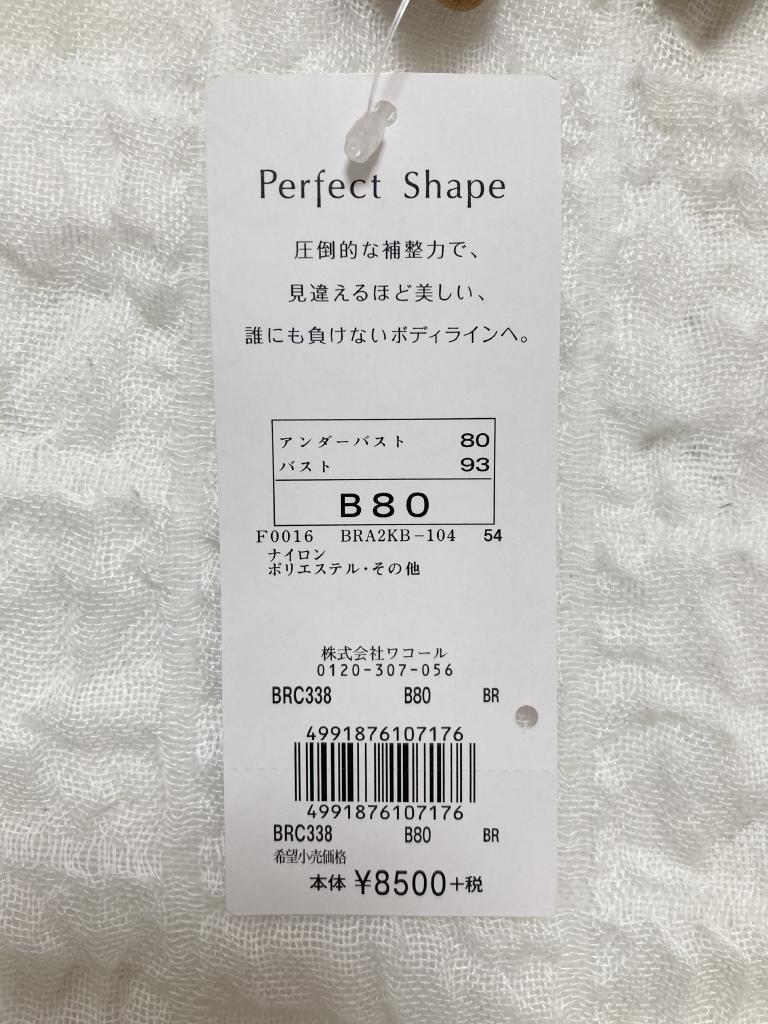 Perfect Shape
圧倒的な補整力で、
見違えるほど美しい、
誰にも負けないボディラインへ。
アンダーバスト 80
バスト 93
B80
F0016 BRA2KB-104 54
ナイロン
ポリエステル・その他
株式会社ワコール
0120-307-056
BRC338 B80 BR
4991876107176
4991876107176
BRC338 B80 BR
希望小売価格
本体 ¥8500+税